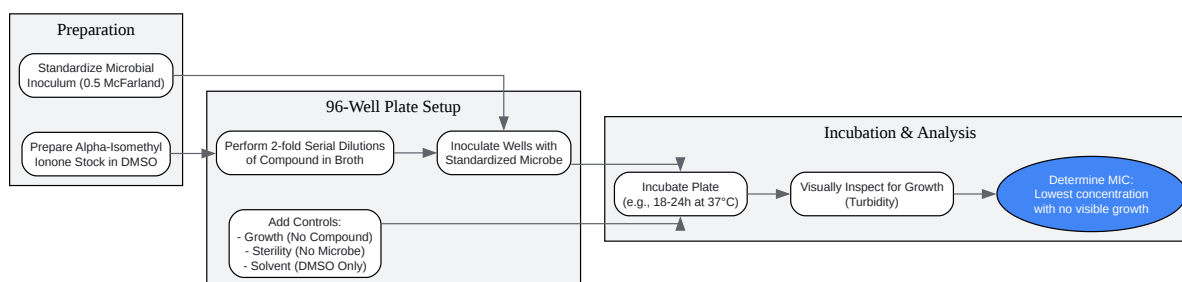 Preparation
Standardize Microbial
Inoculum (0.5 McFarland)
Prepare Alpha-Isomethyl
Ionone Stock in DMSO
96-Well Plate Setup
Perform 2-fold Serial Dilutions
of Compound in Broth
Inoculate Wells with
Standardized Microbe
Add Controls:
- Growth (No Compound)
- Sterility (No Microbe)
- Solvent (DMSO Only)
Incubation & Analysis
Incubate Plate
(e.g., 18-24h at 37°C)
Visually Inspect for Growth
(Turbidity)
Determine MIC:
Lowest concentration
with no visible growth